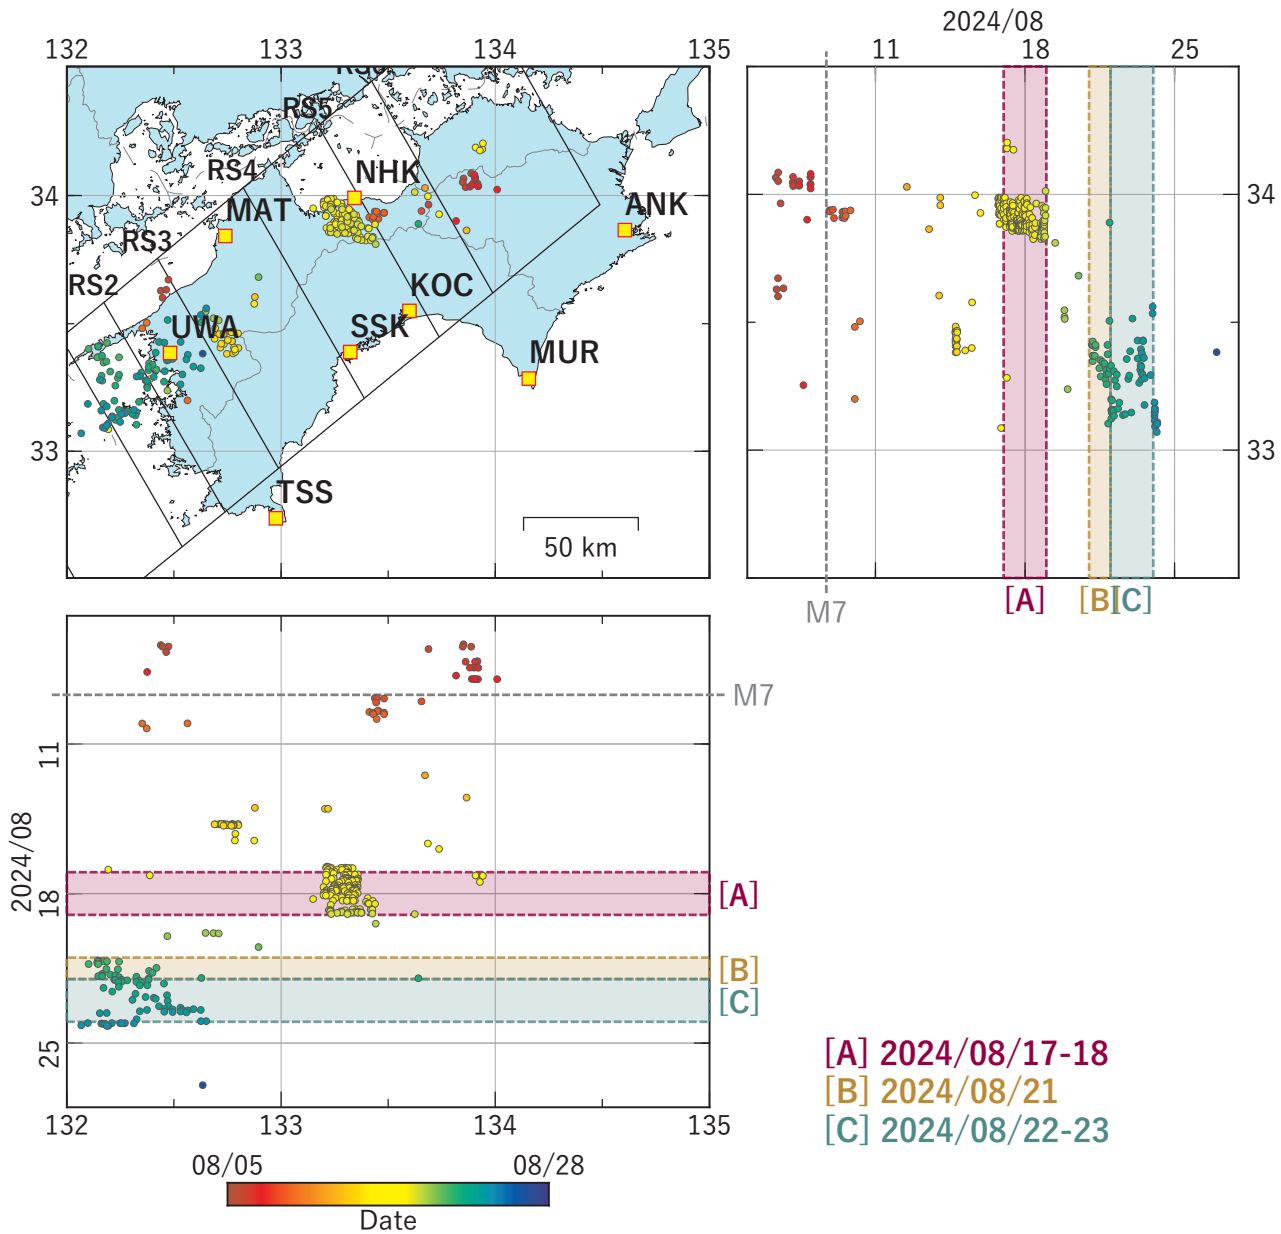 2024/08
132 133 134 135
11 18 25
RS5
RS4
NHK
34
MAT
ANK
34
RS3
RS2
KOC
UWA
SSK
MUR
33
33
TSS
50 km
[A] [B] [C]
M7
M7
11
2024/08
18
[A]
[B]
[C]
25
[A] 2024/08/17-18
[B] 2024/08/21
[C] 2024/08/22-23
132 133 134 135
08/05 08/28
Date